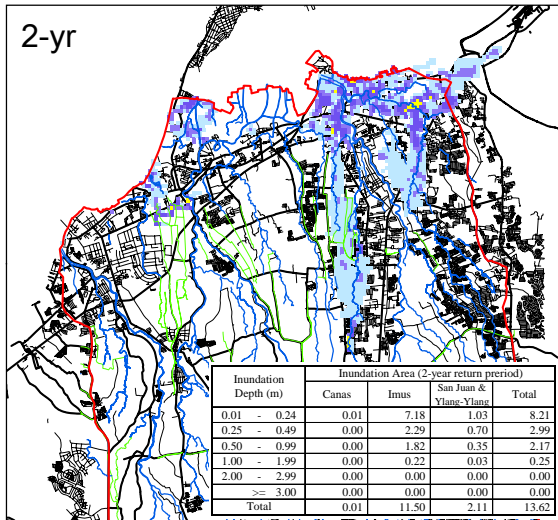 2-yr
Inundation Depth (m) Inundation Area (2-year return preriod)
Canas Imus San Juan & Ylang-Ylang Total
0.01 - 0.24 0.01 7.18 1.03 8.21
0.25 - 0.49 0.00 2.29 0.70 2.99
0.50 - 0.99 0.00 1.82 0.35 2.17
1.00 - 1.99 0.00 0.22 0.03 0.25
2.00 - 2.99 0.00 0.00 0.00 0.00
>= 3.00 0.00 0.00 0.00 0.00
Total 0.01 11.50 2.11 13.62